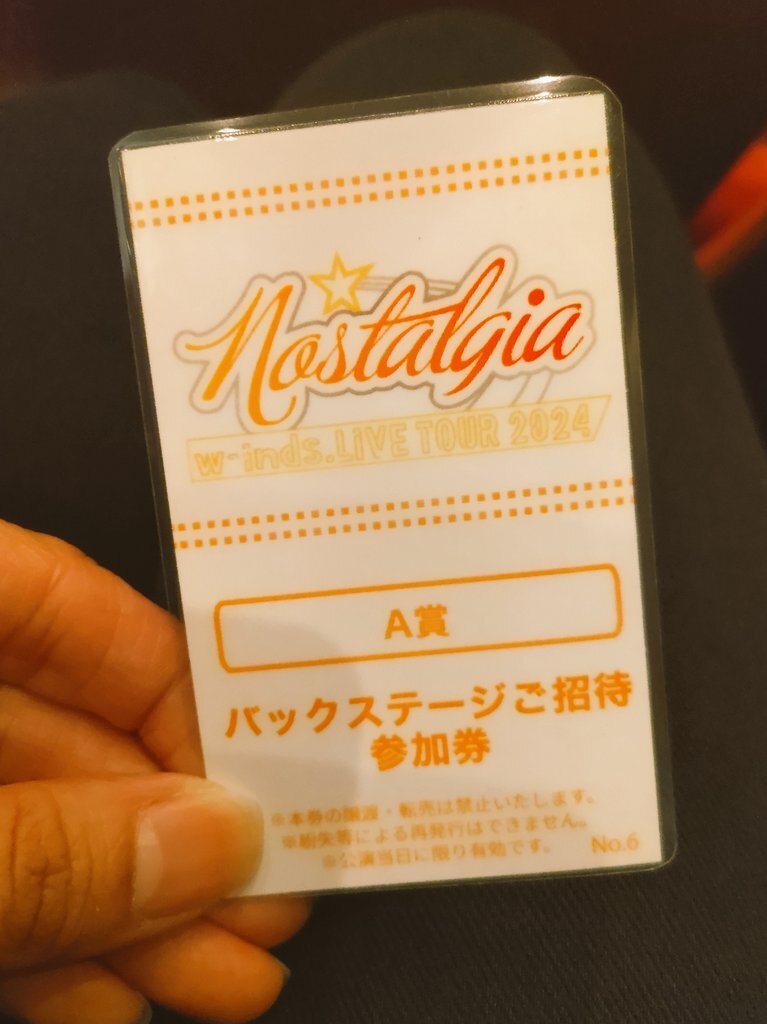 Nostalgia
w-inds.LIVE TOUR 2024
A賞
バックステージご招待
参加券
※本券の譲渡・転売は禁止いたします。
※紛失等による再発行はできません。
※公演当日に限り有効です。
No.6